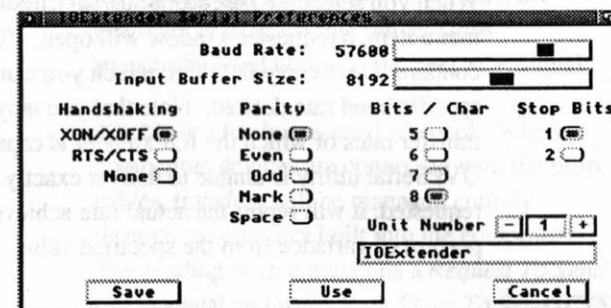 IOExtender Serial Preferences
Baud Rate: 57600
Input Buffer Size: 8192
Handshaking Parity Bits / Char Stop Bits
XON/XOFF None 5 1
RTS/CTS Even 6 2
None Odd 7
Mark 8
Space
Unit Number - 1 +
IOExtender
Save Use Cancel